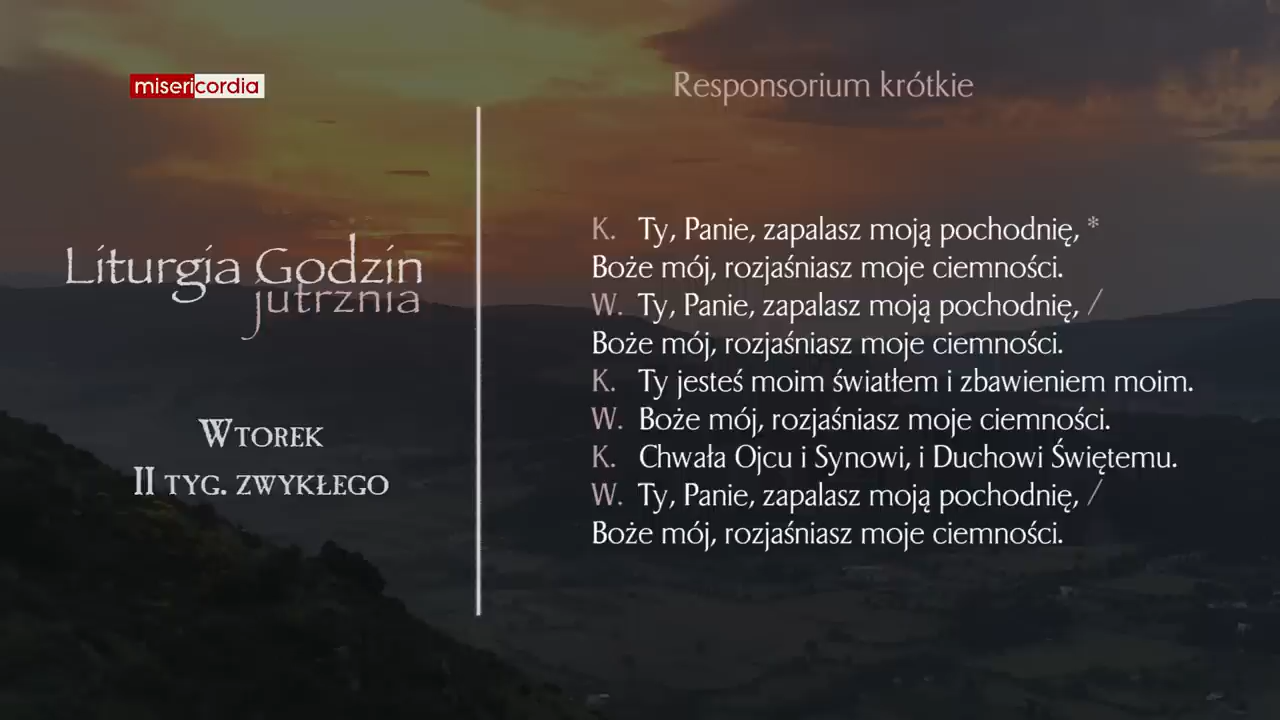 misericordia
Liturgia Godzin
jutrznia
Wtorek
II tyg. zwykłego
Responsorium krótkie
K. Ty, Panie, zapalasz moją pochodnię, *
Boże mój, rozjaśniasz moje ciemności.
W. Ty, Panie, zapalasz moją pochodnię, /
Boże mój, rozjaśniasz moje ciemności.
K. Ty jesteś moim światłem i zbawieniem moim.
W. Boże mój, rozjaśniasz moje ciemności.
K. Chwała Ojcu i Synowi, i Duchowi Świętemu.
W. Ty, Panie, zapalasz moją pochodnię, /
Boże mój, rozjaśniasz moje ciemności.